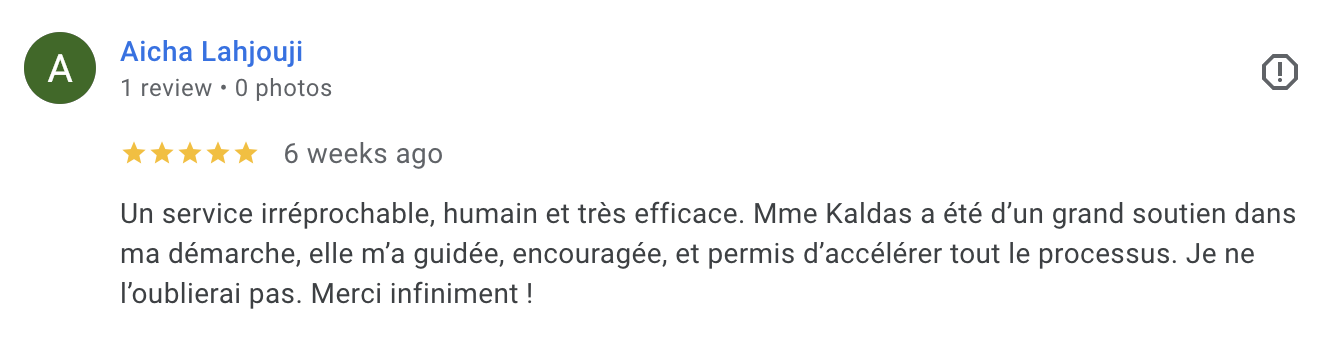 A
Aicha Lahjouji
1 review • 0 photos
6 weeks ago
Un service irréprochable, humain et très efficace. Mme Kaldas a été d’un grand soutien dans
ma démarche, elle m’a guidée, encouragée, et permis d’accélérer tout le processus. Je ne
l’oublierai pas. Merci infiniment !